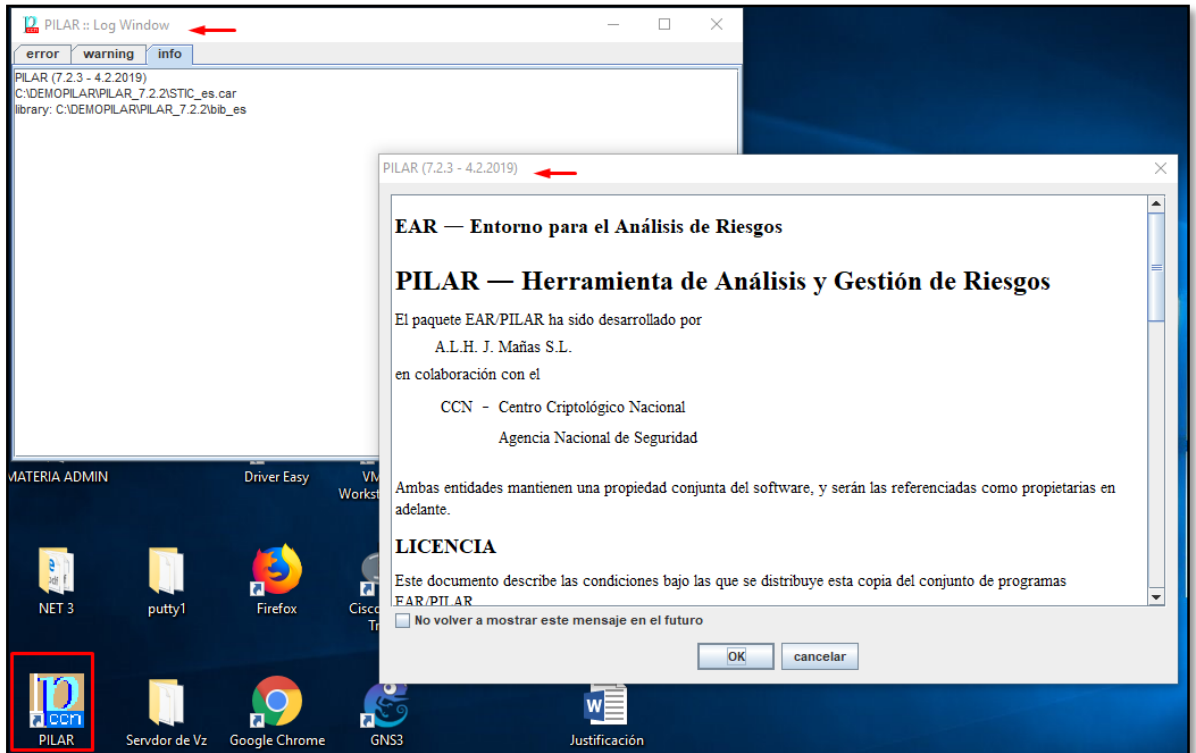 PILAR :: Log Window
error warning info
PILAR (7.2.3 - 4.2.2019)
C:\DEMOPILAR\PILAR_7.2.2\STIC_es.car
library: C:\DEMOPILAR\PILAR_7.2.2\bib_es
PILAR (7.2.3 - 4.2.2019)
EAR — Entorno para el Análisis de Riesgos
PILAR — Herramienta de Análisis y Gestión de Riesgos
El paquete EAR/PILAR ha sido desarrollado por
A.L.H. J. Mañas S.L.
en colaboración con el
CCN - Centro Criptológico Nacional
Agencia Nacional de Seguridad
Ambas entidades mantienen una propiedad conjunta del software, y serán las referenciadas como propietarias en
adelante.
LICENCIA
Este documento describe las condiciones bajo las que se distribuye esta copia del conjunto de programas
EAR/PILAR
No volver a mostrar este mensaje en el futuro
OK cancelar
MATERIA ADMIN
Driver Easy
NET 3
putty1
Firefox
ccn
PILAR
Servdor de Vz
Google Chrome
GNS3
Justificación